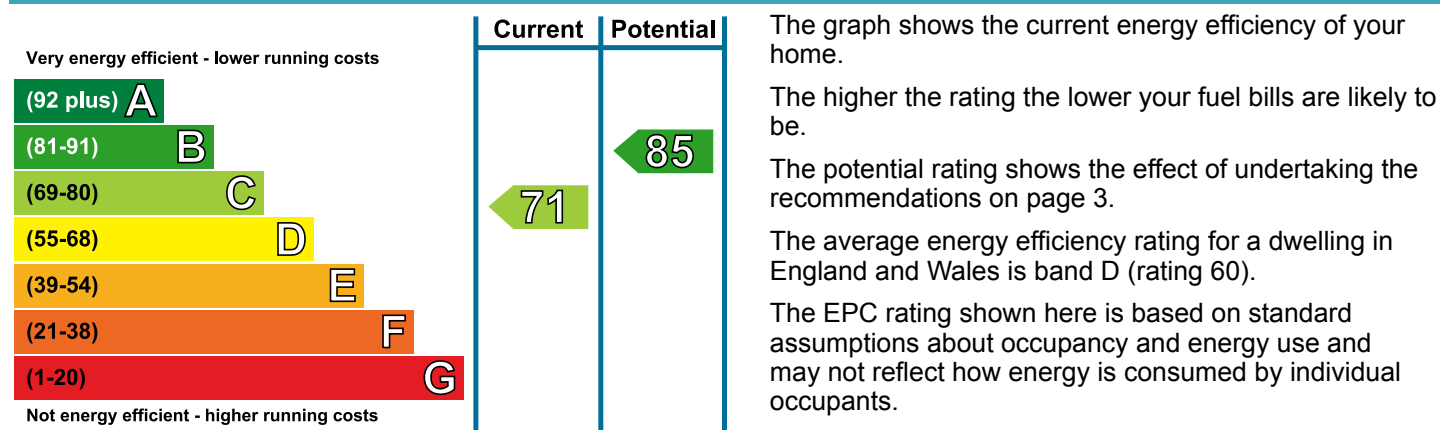 Current Potential
Very energy efficient - lower running costs
(92 plus) A
(81-91) B
85
(69-80) C
71
(55-68) D
(39-54) E
(21-38) F
(1-20) G
Not energy efficient - higher running costs
The graph shows the current energy efficiency of your
home.
The higher the rating the lower your fuel bills are likely to
be.
The potential rating shows the effect of undertaking the
recommendations on page 3.
The average energy efficiency rating for a dwelling in
England and Wales is band D (rating 60).
The EPC rating shown here is based on standard
assumptions about occupancy and energy use and
may not reflect how energy is consumed by individual
occupants.